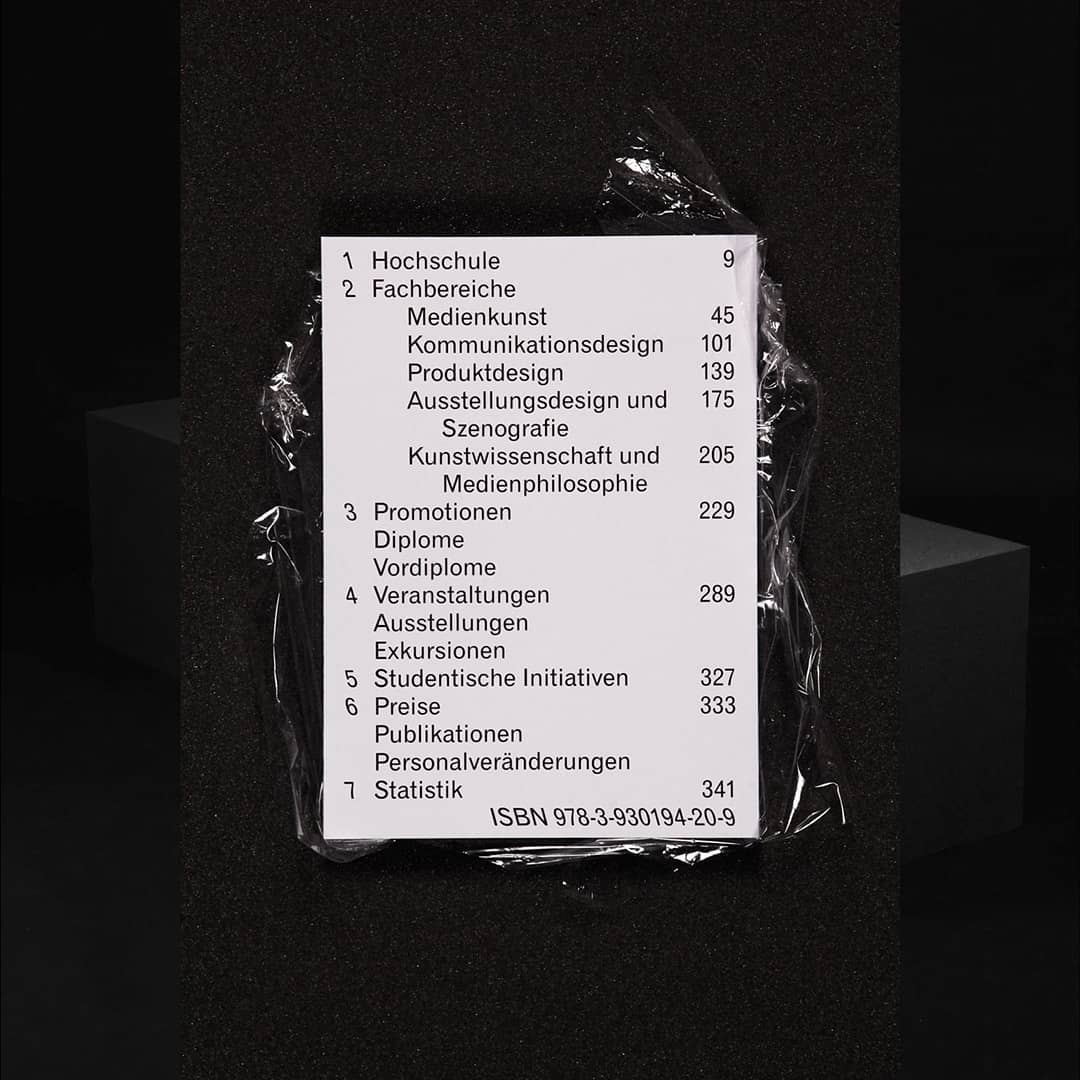 1 Hochschule 9
2 Fachbereiche
Medienkunst 45
Kommunikationsdesign 101
Produktdesign 139
Ausstellungsdesign und 175
Szenografie
Kunstwissenschaft und 205
Medienphilosophie
3 Promotionen 229
Diplome
Vordiplome
4 Veranstaltungen 289
Ausstellungen
Exkursionen
5 Studentische Initiativen 327
6 Preise 333
Publikationen
Personalveränderungen
7 Statistik 341
ISBN 978-3-930194-20-9